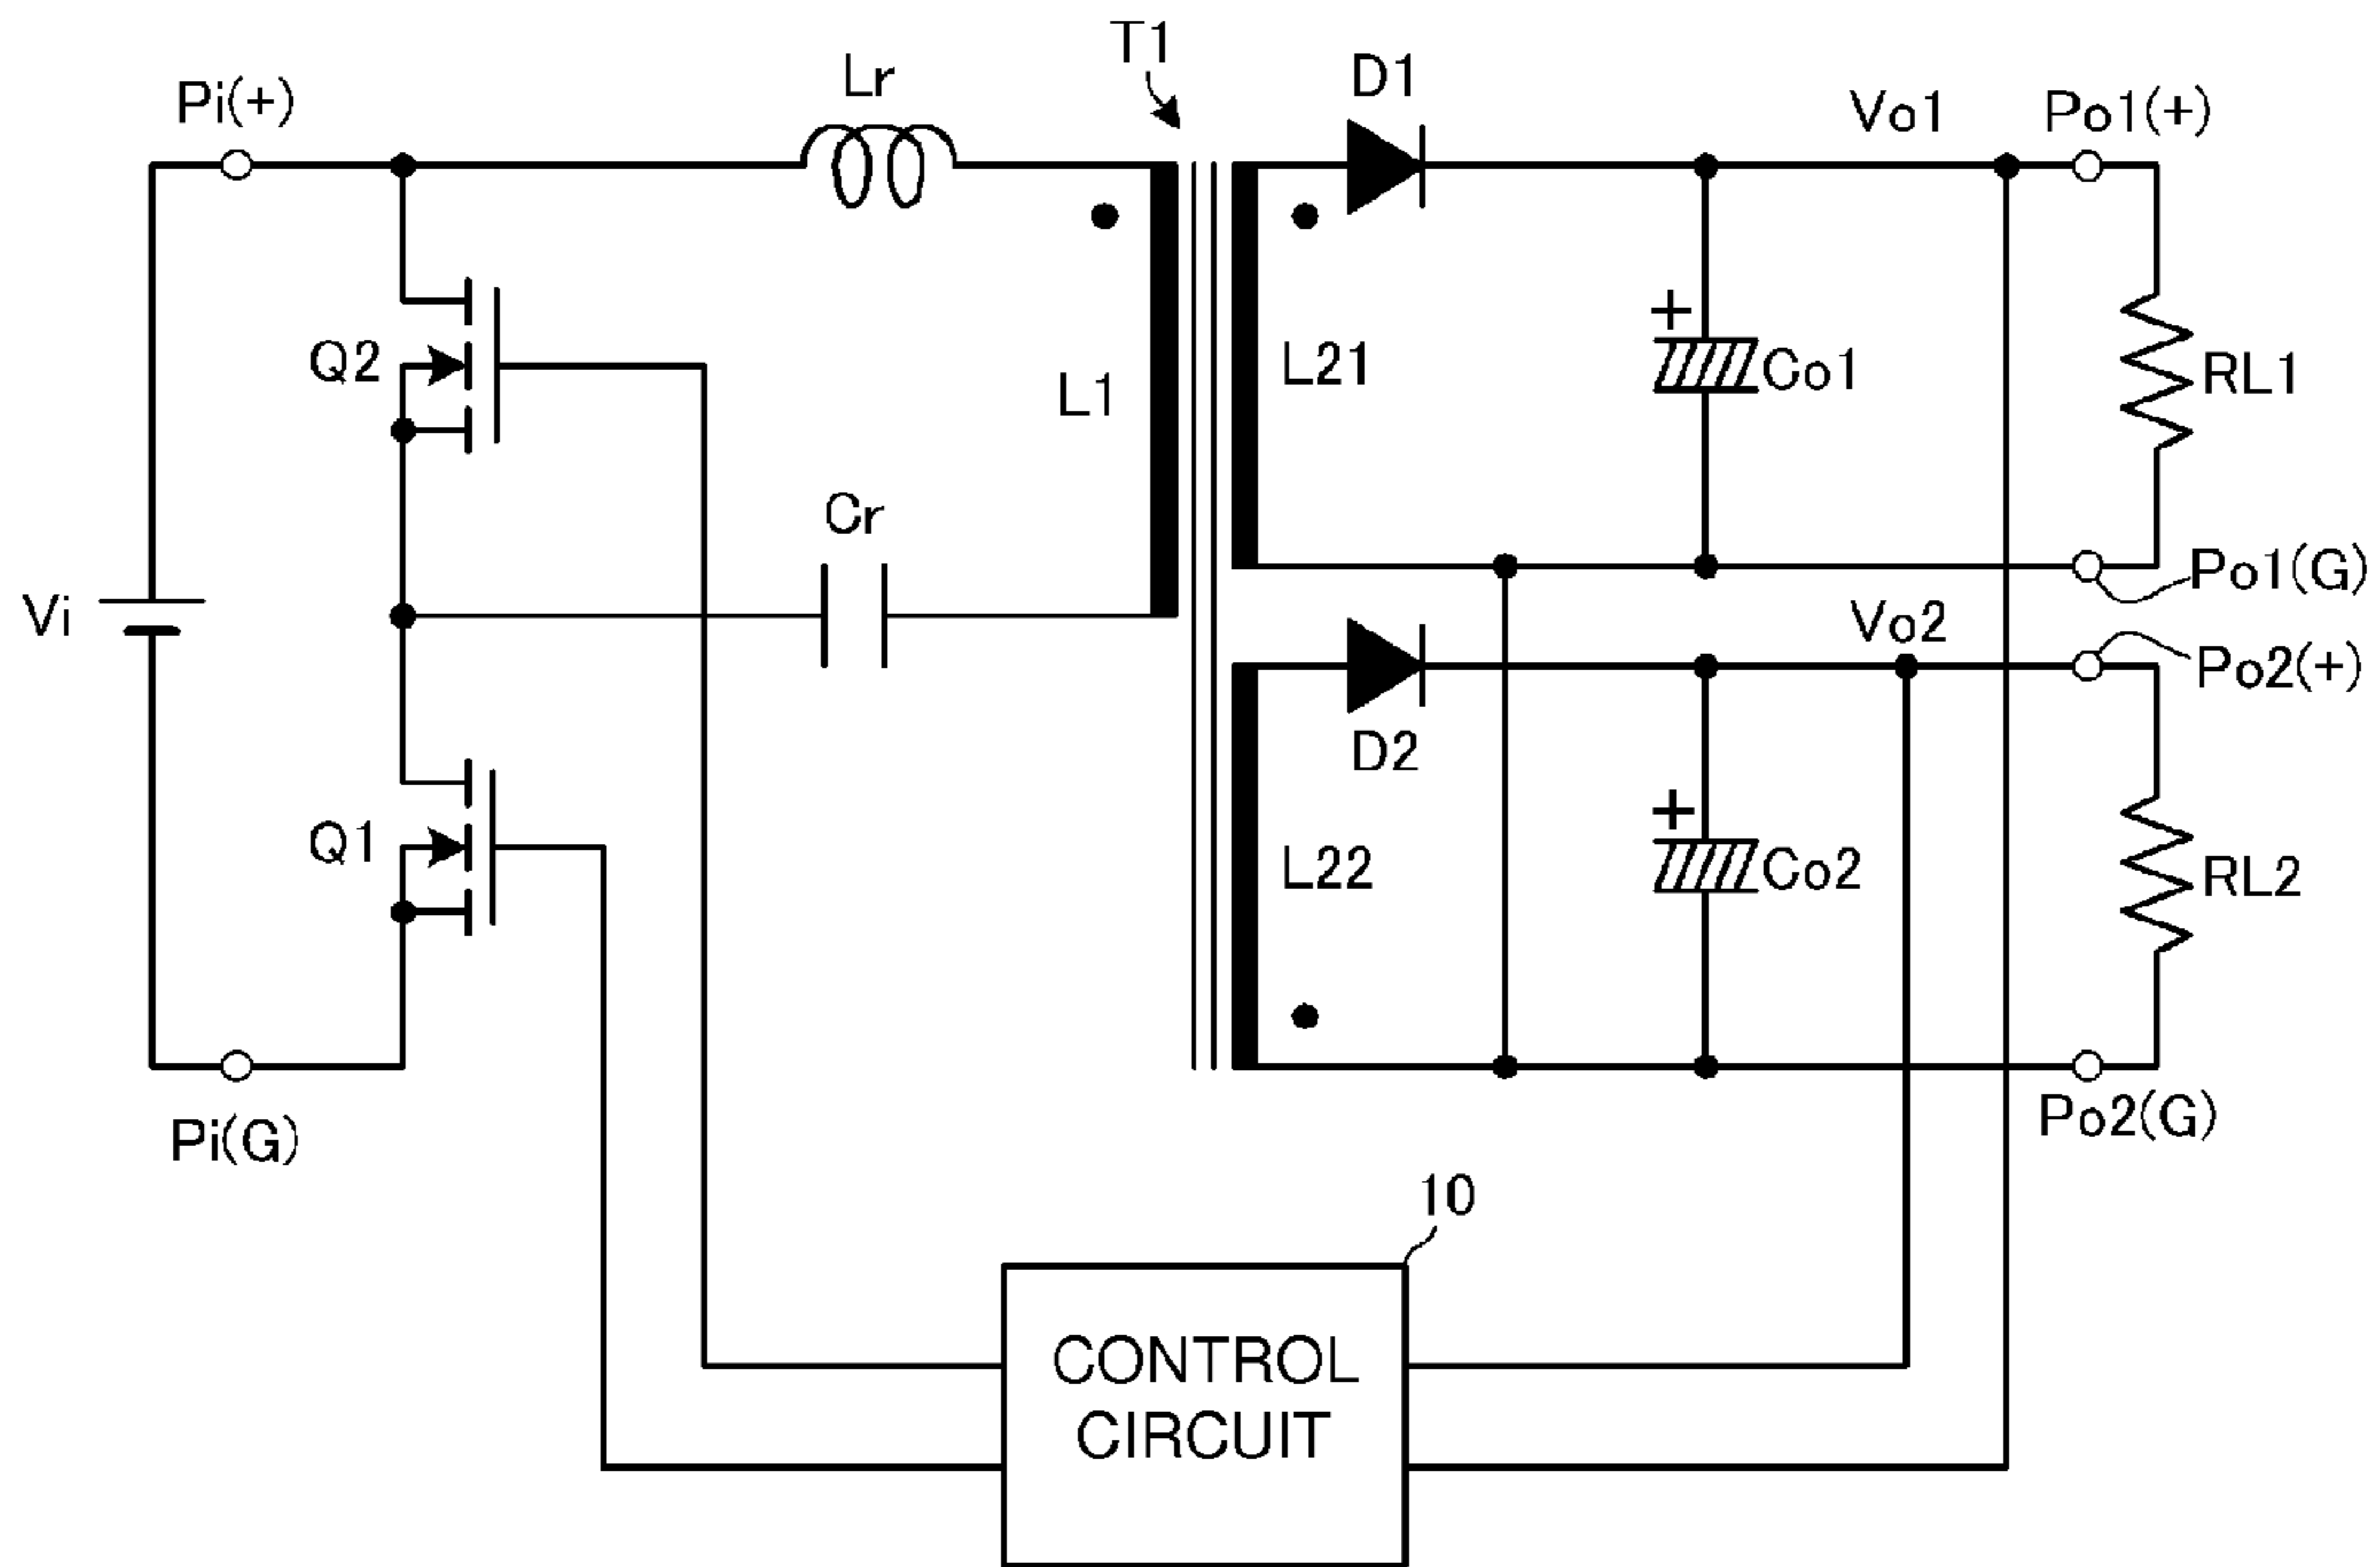 T1
Lr
D1
Pi(+)
Vo1
Po1(+)
+
Q2
L1
L21
Co1
RL1
Cr
Po1(G)
Vi
Vo2
Po2(+)
D2
+
Q1
L22
Co2
RL2
Pi(G)
Po2(G)
10
CONTROL
CIRCUIT